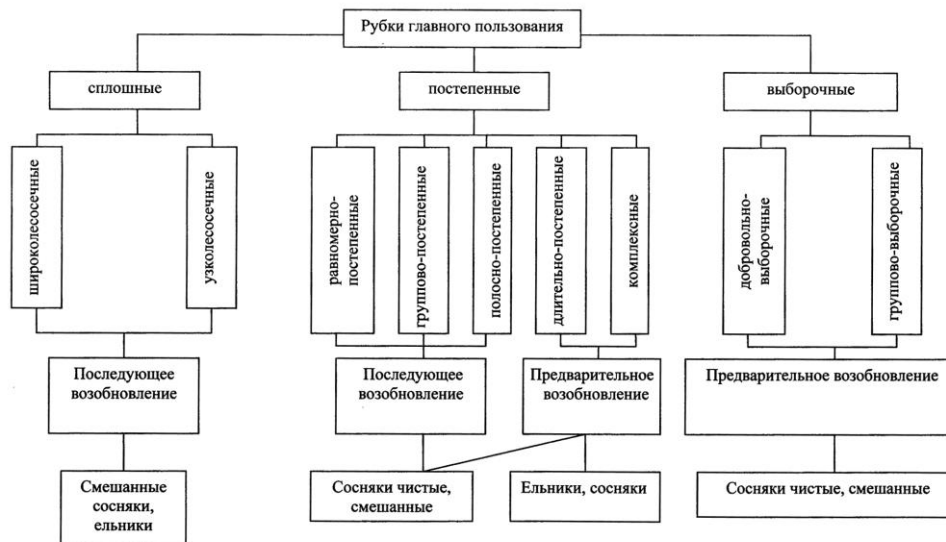 Рубки главного пользования
сплошные
постепенные
выборочные
широколесосечные
узколесосечные
равномерно-
постепенные
группово-постепенные
полосно-постепенные
длительно-постепенные
комплексные
добровольно-
выборочные
группово-выборочные
Последующее
возобновление
Последующее
возобновление
Предварительное
возобновление
Предварительное возобновление
Смешанные
сосняки,
ельники
Сосняки чистые,
смешанные
Ельники, сосняки
Сосняки чистые, смешанные